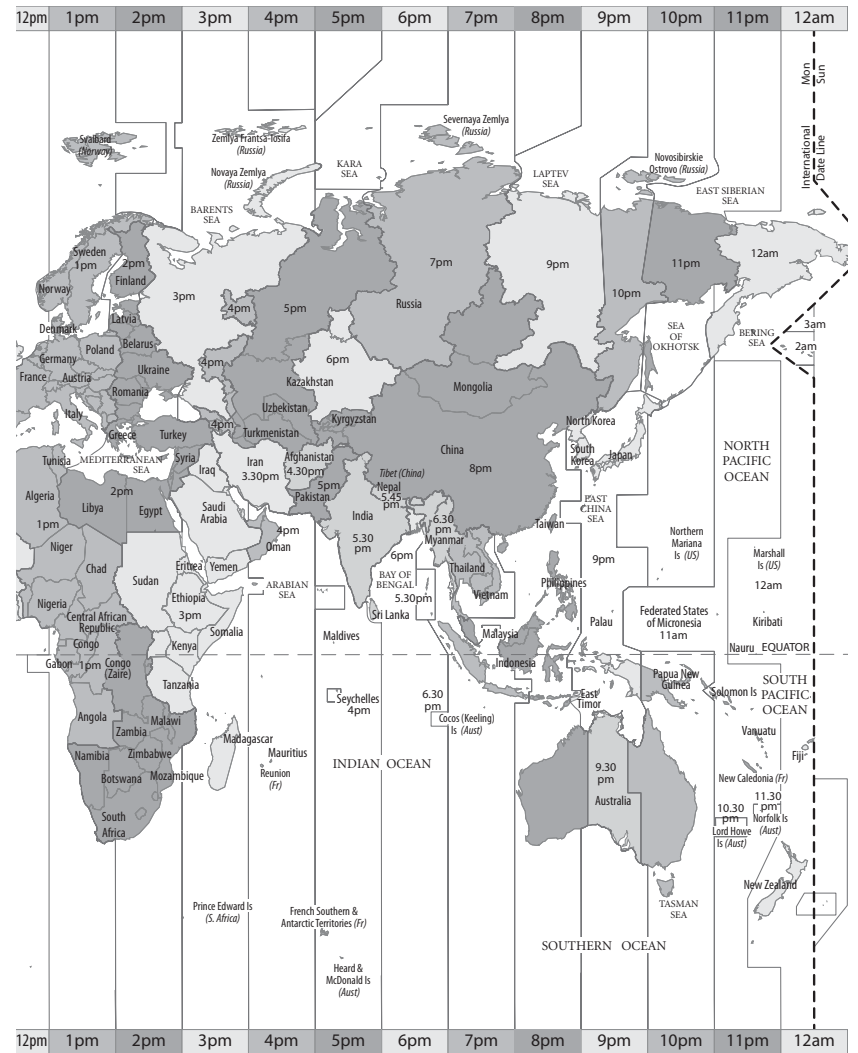 12pm 1pm 2pm 3pm 4pm 5pm 6pm 7pm 8pm 9pm 10pm 11pm 12am
Mon
Sun
International
Date Line
Svalbard
(Norway)
Zemlya Frantsa-Iosifa
(Russia)
Severnaya Zemlya
(Russia)
Novaya Zemlya
(Russia)
KARA
SEA
LAPTEV
SEA
Novosibirskie
Ostrovo (Russia)
EAST SIBERIAN
SEA
BARENTS
SEA
Sweden
1pm
2pm
Finland
Norway
3pm
4pm
5pm
7pm
Russia
9pm
10pm
11pm
12am
Denmark
Latvia
Belarus
Poland
Germany
Ukraine
France
Austria
Romania
Italy
Greece
Turkey
4pm
4pm
6pm
Kazakhstan
Uzbekistan
Turkmenistan
Kyrgyzstan
Mongolia
SEA
OF
OKHOTSK
BERING
SEA
3am
2am
Tunisia
MEDITERRANEAN
SEA
Syria
Iraq
Iran
3.30pm
Afghanistan
4.30pm
5pm
Pakistan
Tibet (China)
Nepal
5.45
pm
China
8pm
North Korea
South
Korea
Japan
NORTH
PACIFIC
OCEAN
Algeria
1pm
Libya
2pm
Egypt
Saudi
Arabia
4pm
Oman
India
5.30
pm
6pm
6.30
pm
Myanmar
Taiwan
EAST
CHINA
SEA
9pm
Northern
Mariana
Is (US)
Marshall
Is (US)
12am
Niger
Chad
Sudan
Eritrea
Yemen
Ethiopia
3pm
ARABIAN
SEA
BAY OF
BENGAL
5.30pm
Sri Lanka
Thailand
Vietnam
Philippines
Nigeria
Central African
Republic
Congo
Gabon
1pm
Congo
(Zaire)
Kenya
Somalia
Maldives
Malaysia
Palau
Federated States
of Micronesia
11am
Kiribati
Nauru
EQUATOR
Indonesia
Tanzania
Seychelles
4pm
6.30
pm
Cocos (Keeling)
Is (Aust)
East
Timor
Papua New
Guinea
Solomon Is
SOUTH
PACIFIC
OCEAN
Angola
Zambia
Malawi
Madagascar
Mauritius
Reunion
(Fr)
Vanuatu
Fiji
Namibia
Zimbabwe
Botswana
Mozambique
INDIAN OCEAN
9.30
pm
Australia
New Caledonia (Fr)
10.30
pm
Lord Howe
Is (Aust)
11.30
pm
Norfolk Is
(Aust)
South
Africa
New Zealand
TASMAN
SEA
Prince Edward Is
(S. Africa)
French Southern &
Antarctic Territories (Fr)
SOUTHERN OCEAN
Heard &
McDonald Is
(Aust)
12pm 1pm 2pm 3pm 4pm 5pm 6pm 7pm 8pm 9pm 10pm 11pm 12am